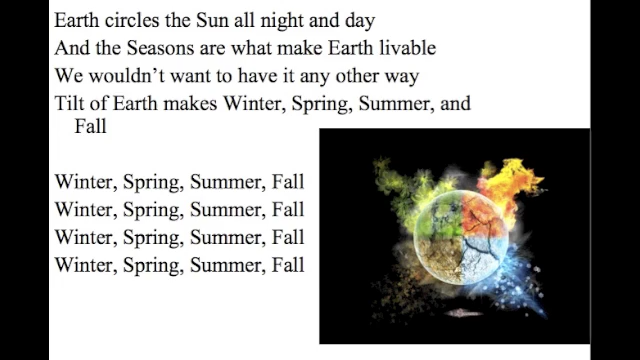 Earth circles the Sun all night and day
And the Seasons are what make Earth livable
We wouldn’t want to have it any other way
Tilt of Earth makes Winter, Spring, Summer, and
Fall
Winter, Spring, Summer, Fall
Winter, Spring, Summer, Fall
Winter, Spring, Summer, Fall
Winter, Spring, Summer, Fall